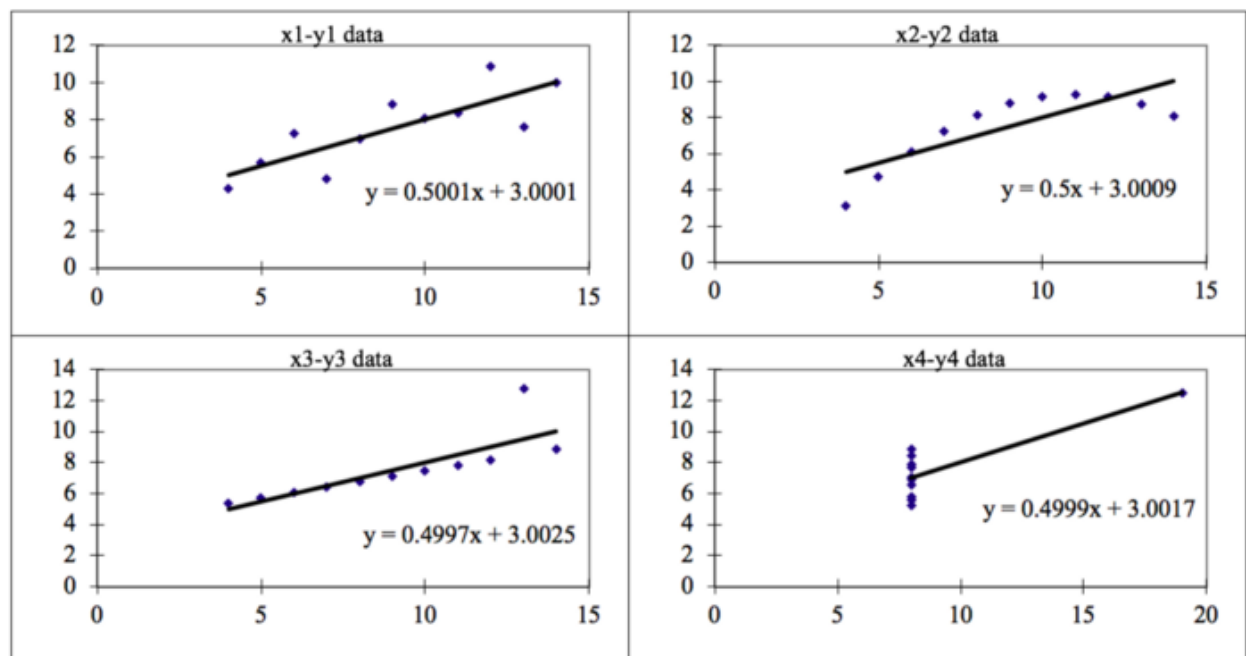 x1-y1 data
12
10
8
6
4
2
0
0 5 10 15
y = 0.5001x + 3.0001
x2-y2 data
12
10
8
6
4
2
0
0 5 10 15
y = 0.5x + 3.0009
x3-y3 data
14
12
10
8
6
4
2
0
0 5 10 15
y = 0.4997x + 3.0025
x4-y4 data
14
12
10
8
6
4
2
0
0 5 10 15 20
y = 0.4999x + 3.0017